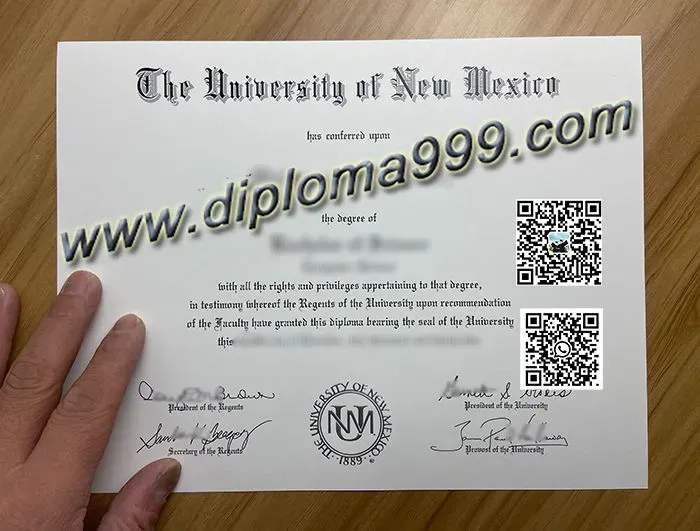 The University of New Mexico
has conferred upon
www.diploma999.com
the degree of
with all the rights and privileges appertaining to that degree,
in testimony whereof the Regents of the University upon recommendation
of the Faculty have granted this diploma bearing the seal of the University
this
President of the Regents
President of the University
THE UNIVERSITY OF NEW MEXICO
UNM
·1889·
Secretary of the Regents
Provost of the University